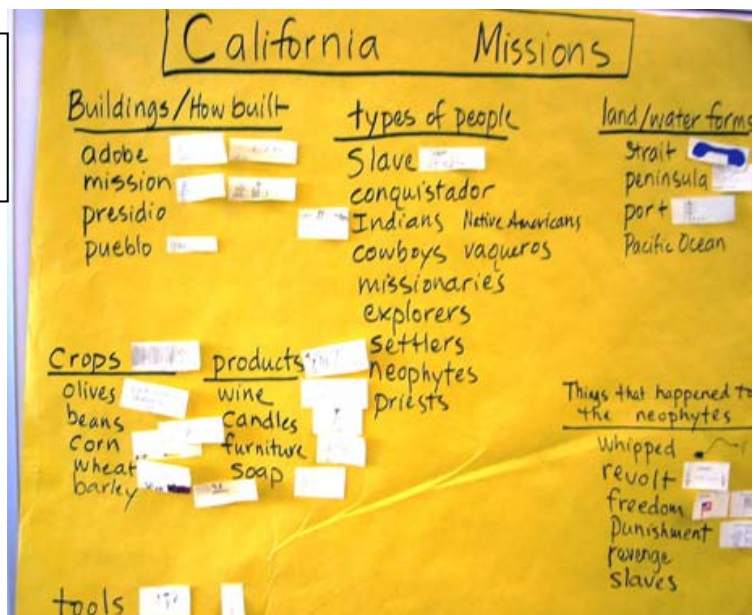 California Missions
Buildings/How built
adobe
mission
presidio
pueblo
types of people
Slave
conquistador
Indians Native Americans
cowboys vaqueros
missionaries
explorers
settlers
neophytes
priests
land/water forms
strait
peninsula
port
Pacific Ocean
Crops
olives
beans
corn
wheat
barley
products
wine
candles
furniture
soap
Things that happened to
the neophytes
whipped
revolt
freedom
Punishment
revenge
slaves
tools